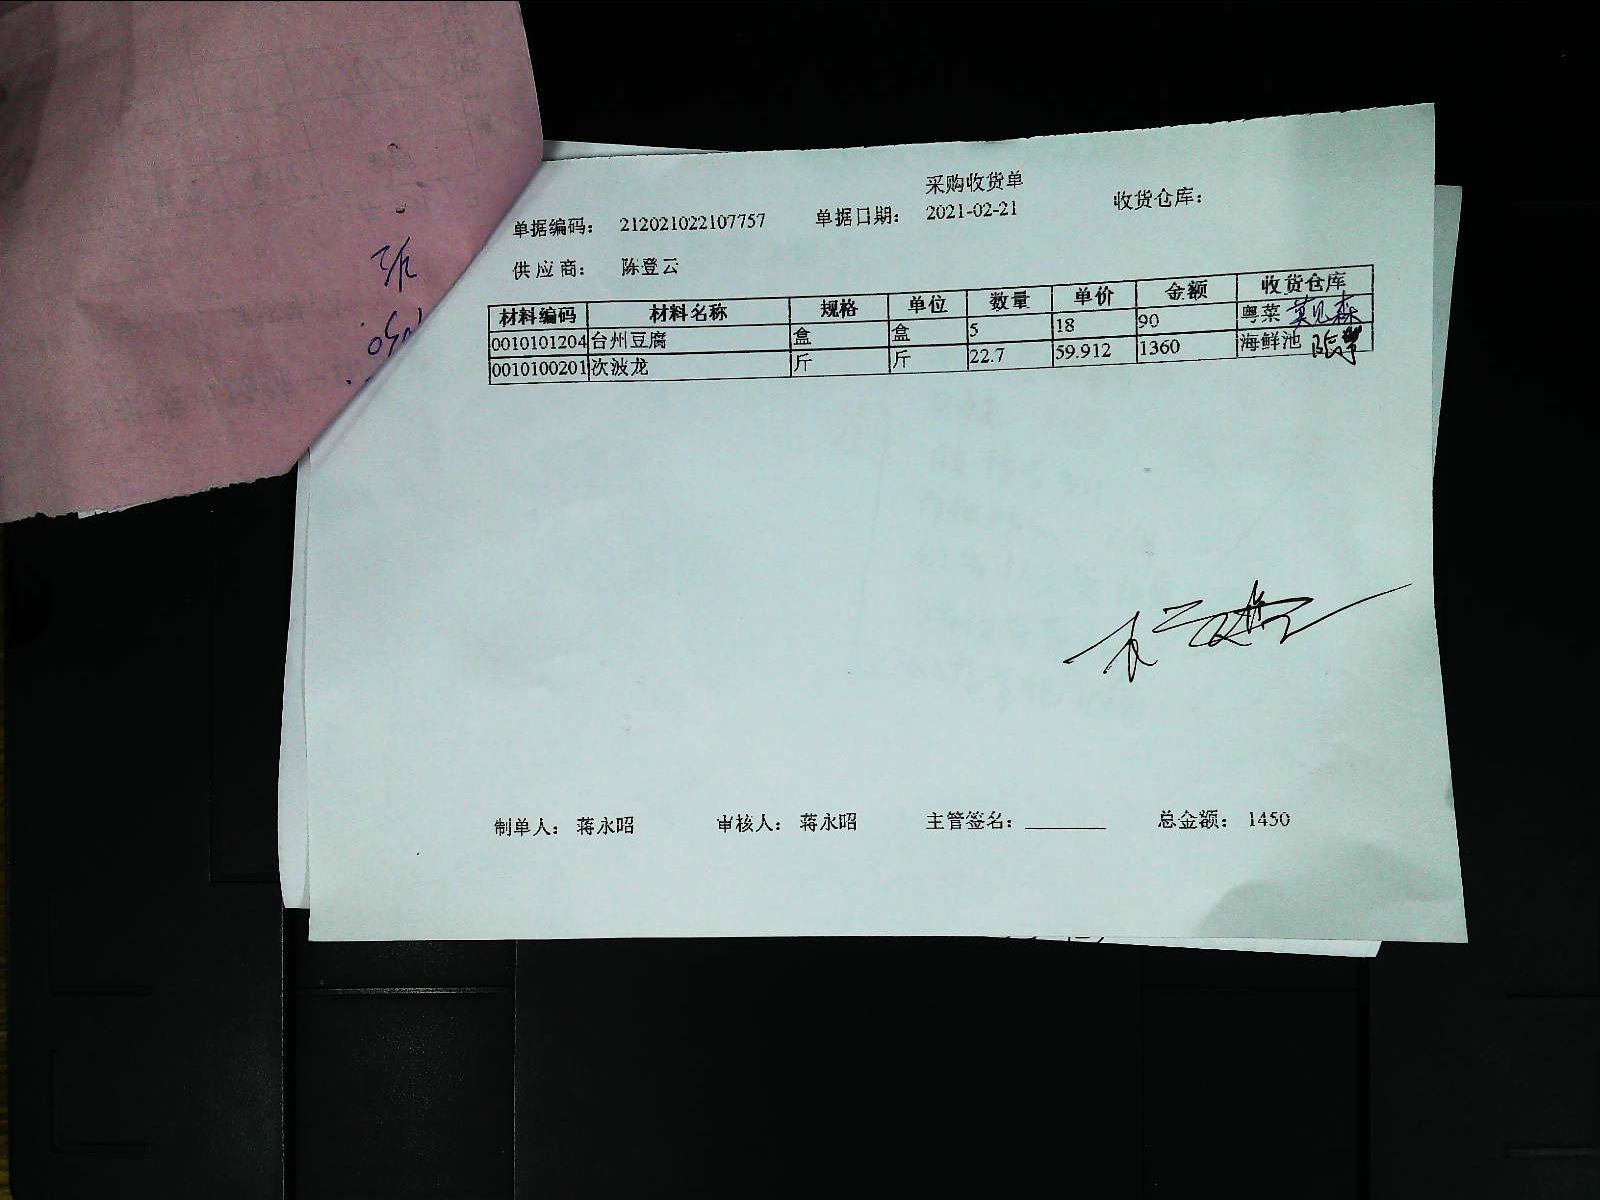 采购收货单
单据编码： 212021022107757 单据日期： 2021-02-21 收货仓库：
供应商： 陈登云
材料编码 材料名称 规格 单位 数量 单价 金额 收货仓库
0010101204 台州豆腐 盒 盒 5 18 90 粤菜 莫见森
0010100201 次波龙 斤 斤 22.7 59.912 1360 海鲜池
制单人： 蒋永昭 审核人： 蒋永昭 主管签名： 总金额： 1450